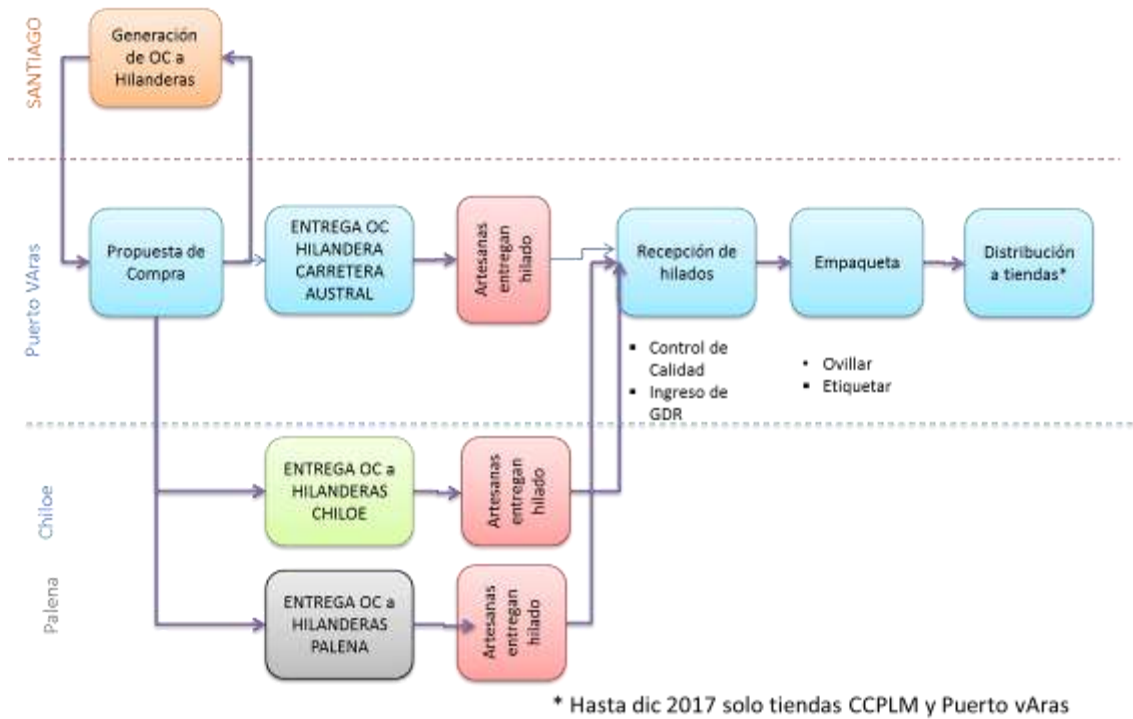 SANTIAGO
Generación
de OC a
Hilanderas
Puerto VAras
Propuesta de
Compra
ENTREGA OC
HILANDERA
CARRETERA
AUSTRAL
Artesanas
entregan
hilado
Recepción de
hilados
Empaqueta
Distribución
a tiendas*
▪ Control de
Calidad
▪ Ingreso de
GDR
• Ovillar
▪ Etiquetar
Chiloe
ENTREGA OC a
HILANDERAS
CHILOE
Artesanas
entregan
hilado
Palena
ENTREGA OC a
HILANDERAS
PALENA
Artesanas
entregan
hilado
* Hasta dic 2017 solo tiendas CCPLM y Puerto vAras